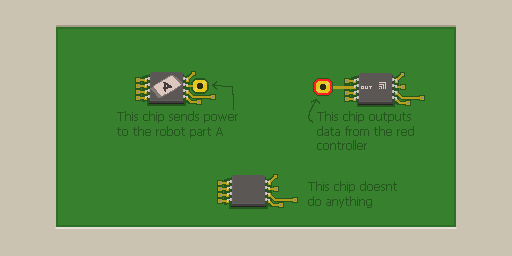 A
OUT
This chip sends power
to the robot part A
This chip outputs
data from the red
controller
This chip doesnt
do anything